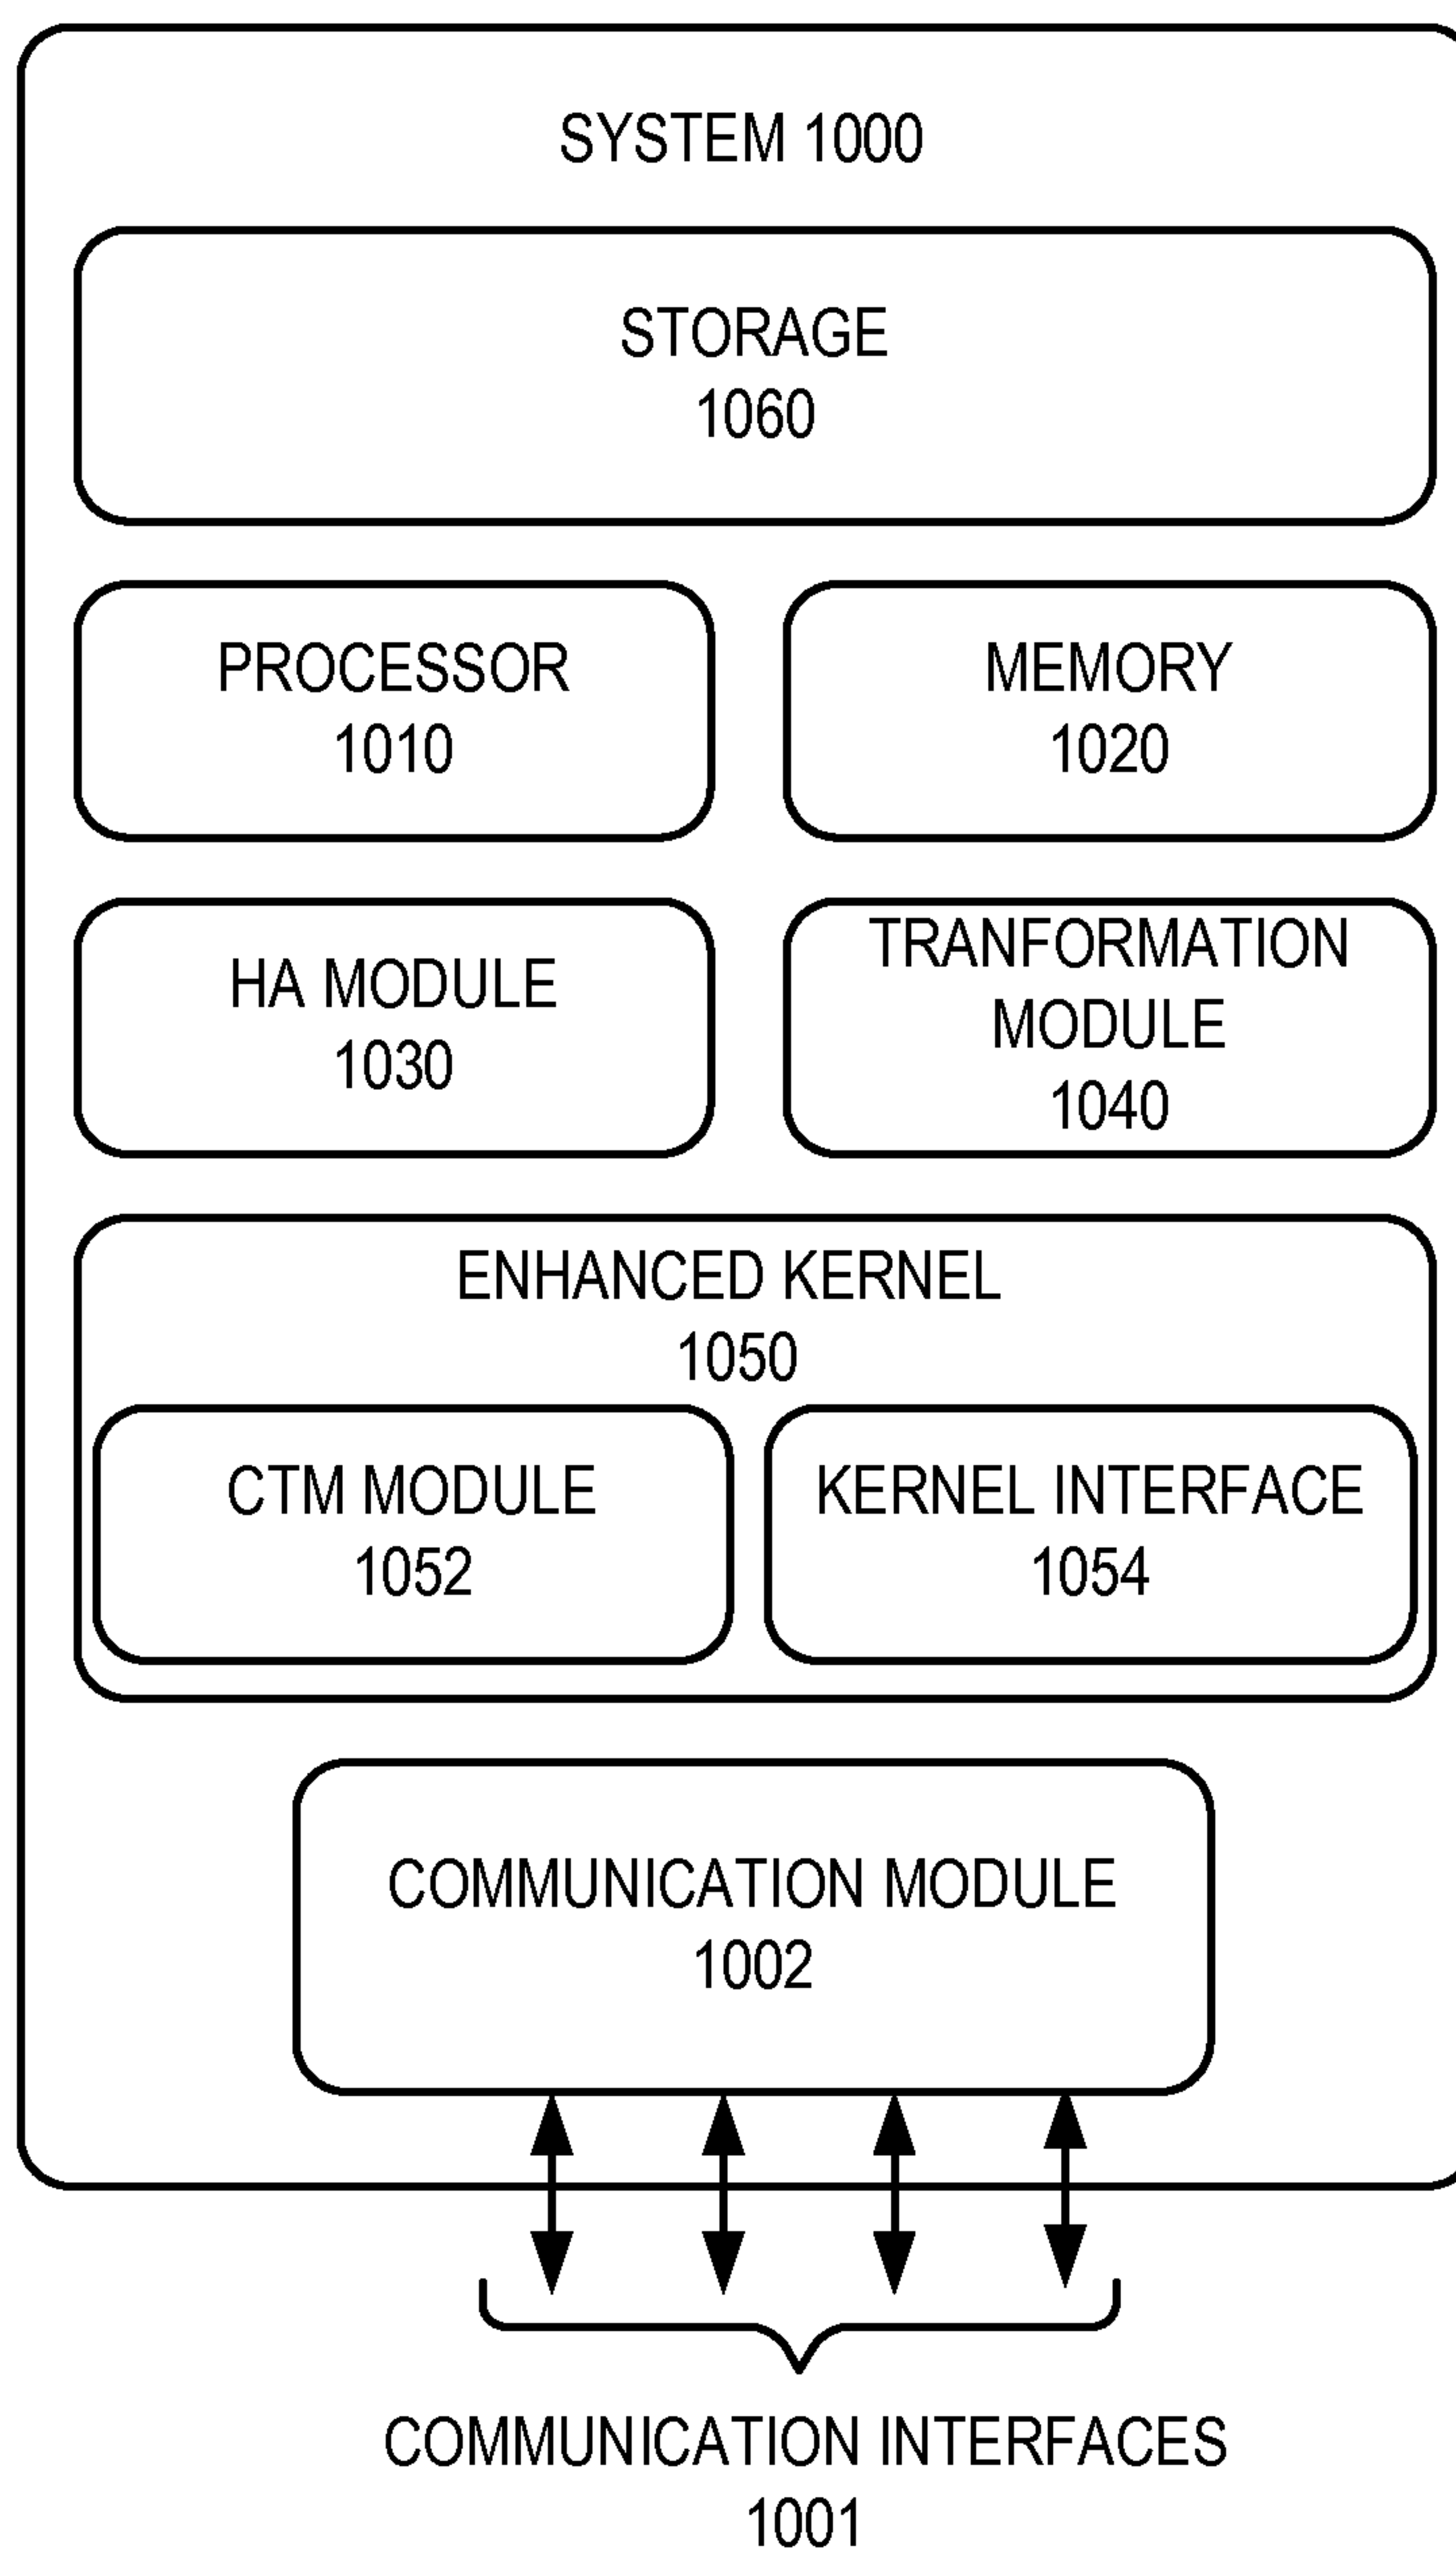 SYSTEM 1000
STORAGE
1060
PROCESSOR
1010
MEMORY
1020
HA MODULE
1030
TRANFORMATION
MODULE
1040
ENHANCED KERNEL
1050
CTM MODULE
1052
KERNEL INTERFACE
1054
COMMUNICATION MODULE
1002
COMMUNICATION INTERFACES
1001